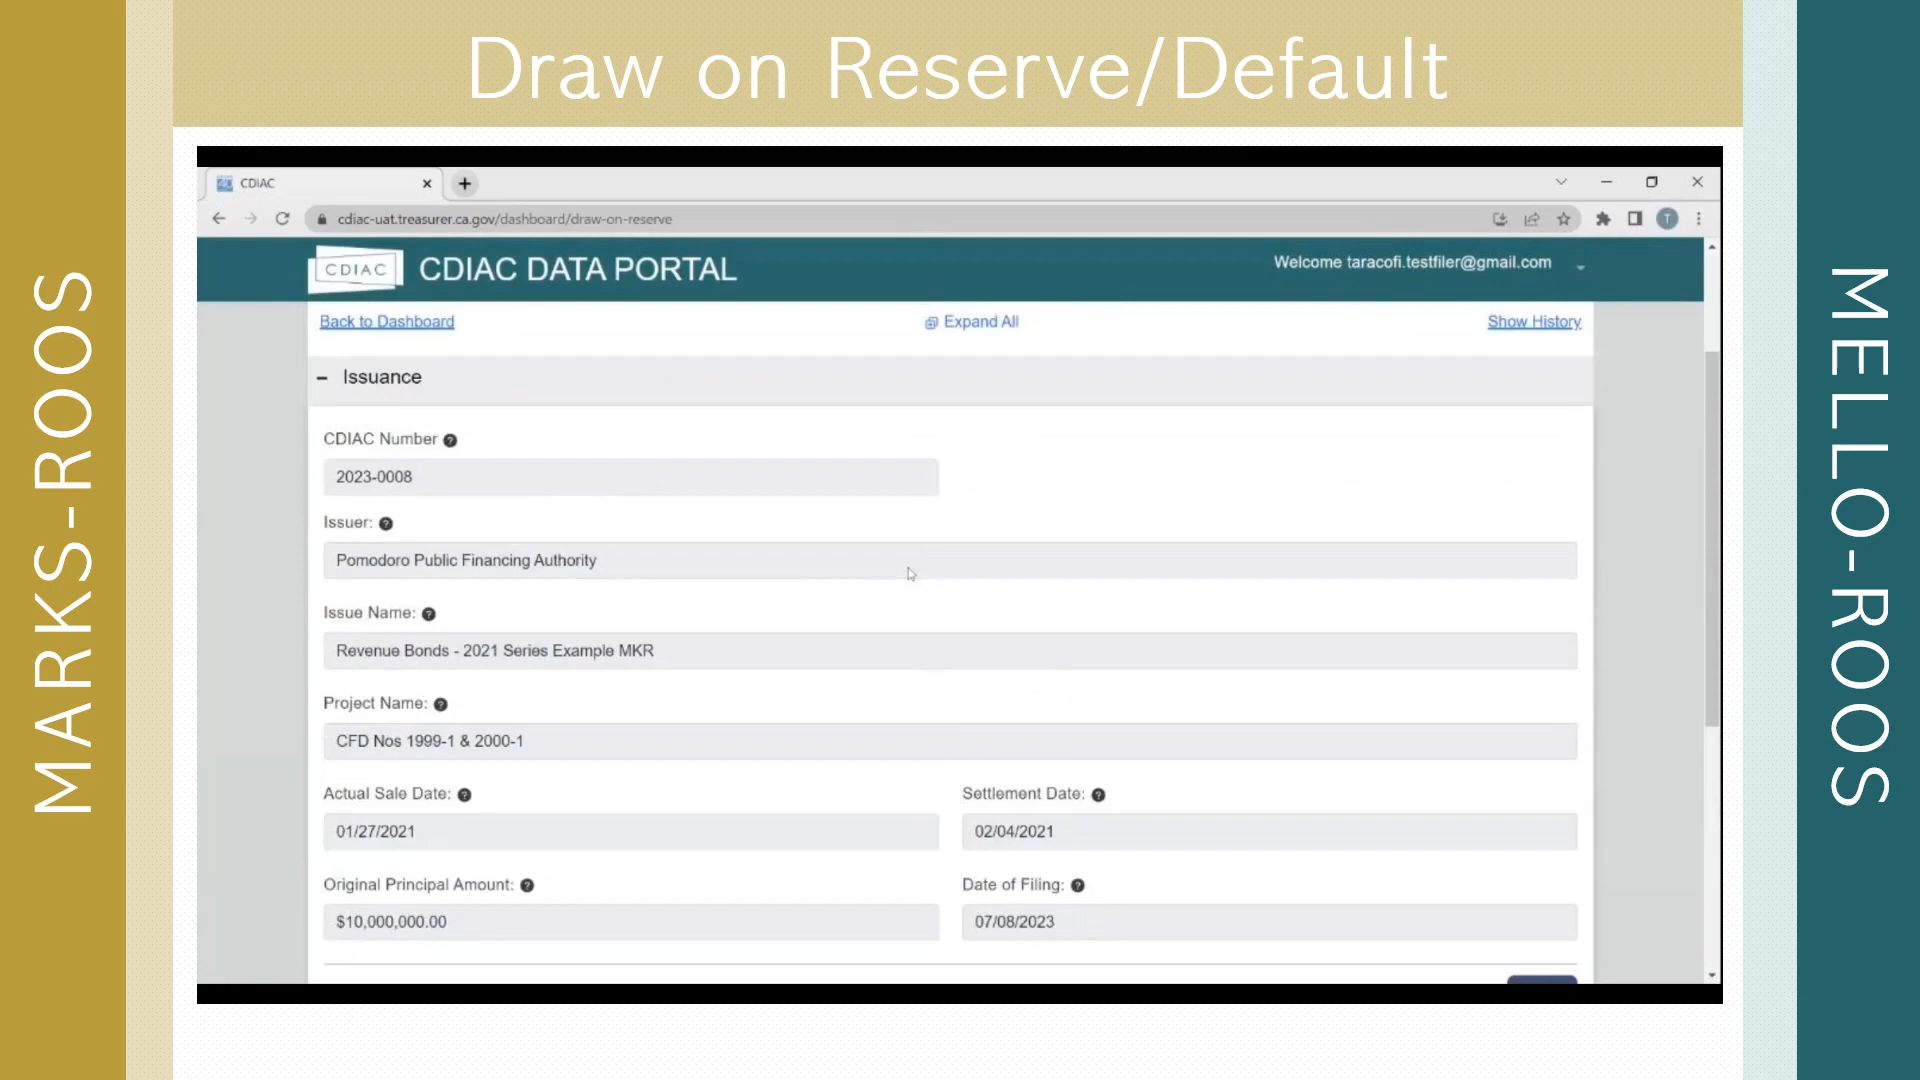 Draw on Reserve/Default
MARKS-ROOS
CDIAC
cdiac-uat.treasurer.ca.gov/dashboard/draw-on-reserve
T
CDIAC
CDIAC DATA PORTAL
Welcome taracofi.testfiler@gmail.com
Back to Dashboard
Expand All
Show History
Issuance
CDIAC Number
2023-0008
Issuer:
Pomodoro Public Financing Authority
Issue Name:
Revenue Bonds - 2021 Series Example MKR
Project Name:
CFD Nos 1999-1 & 2000-1
Actual Sale Date:
Settlement Date:
01/27/2021
02/04/2021
Original Principal Amount:
Date of Filing:
$10,000,000.00
07/08/2023
MELLO-ROOS